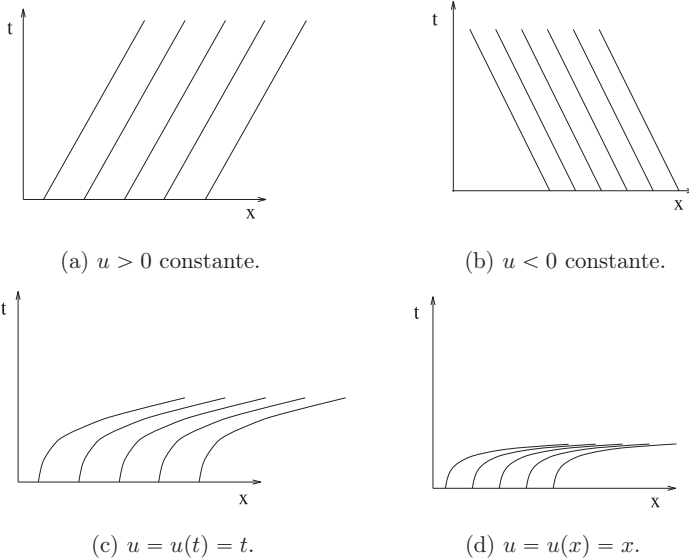 t
t
x
x
(a) u > 0 constante.
(b) u < 0 constante.
t
t
x
x
(c) u = u(t) = t.
(d) u = u(x) = x.